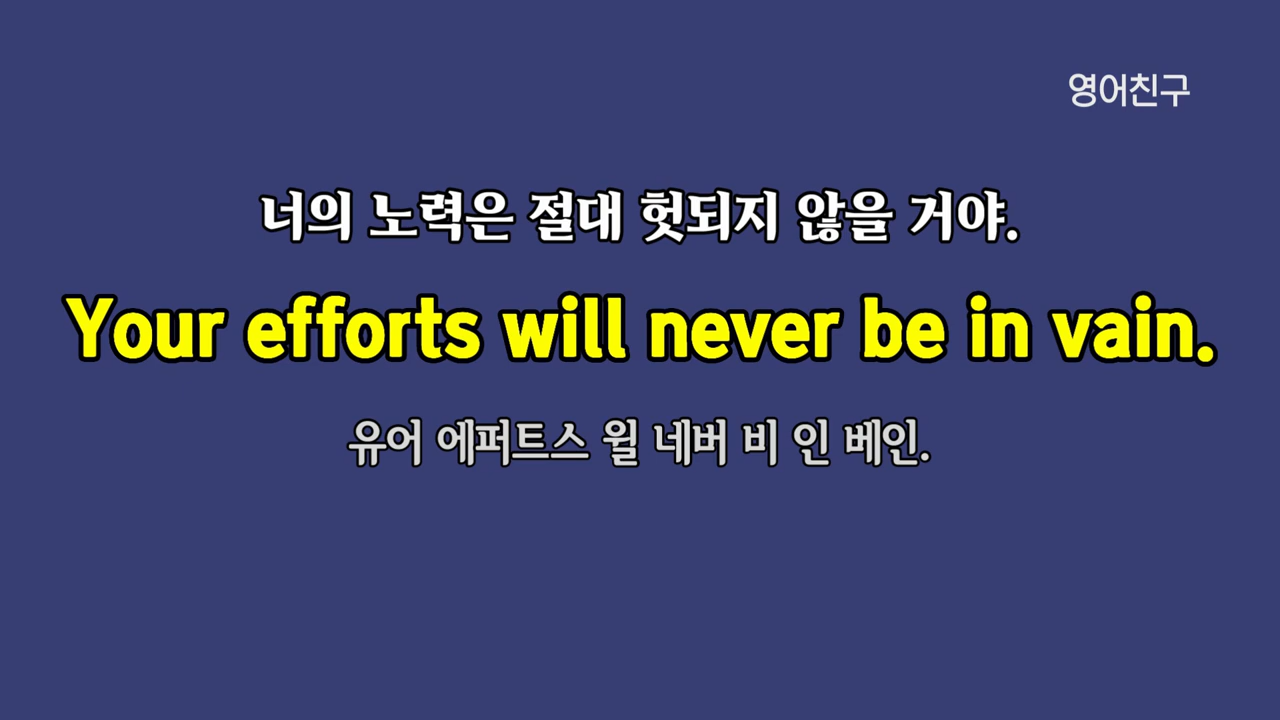 영어친구
너의 노력은 절대 헛되지 않을 거야.
Your efforts will never be in vain.
유어 에퍼트스 윌 네버 비 인 베인.